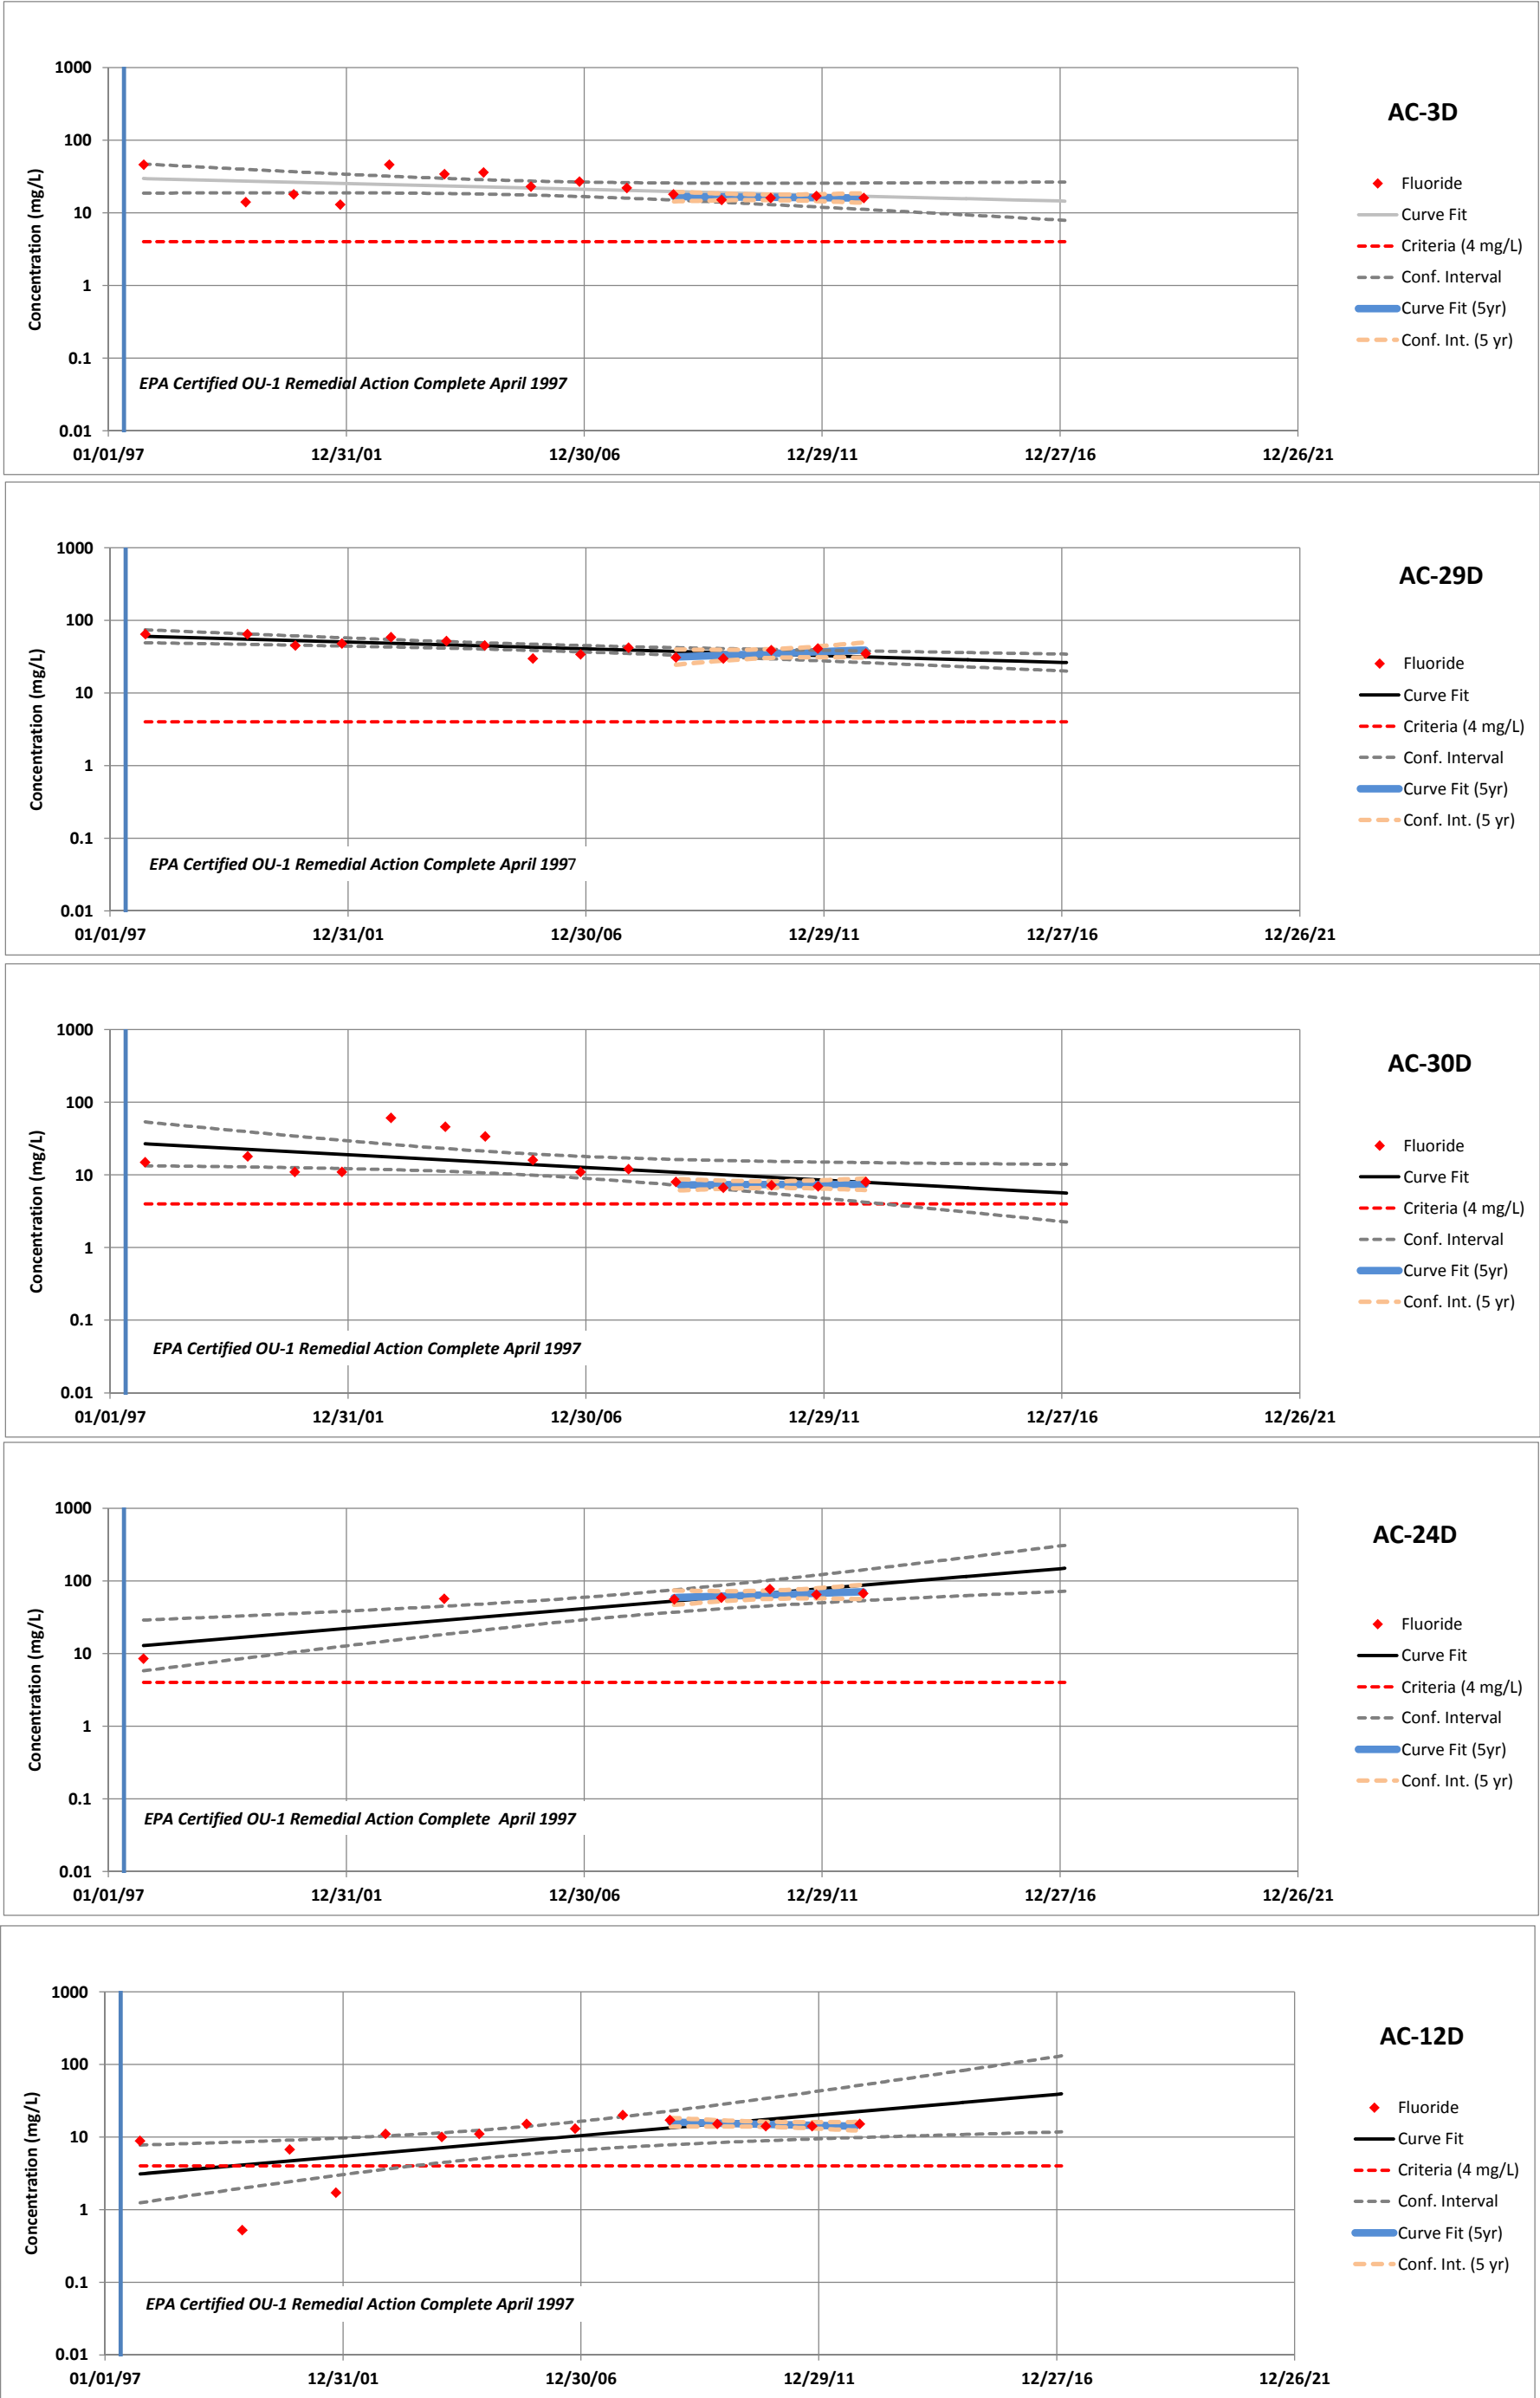 AC-3D
1000
100
10
1
0.1
0.01
Concentration (mg/L)
EPA Certified OU-1 Remedial Action Complete April 1997
01/01/97 12/31/01 12/30/06 12/29/11 12/27/16 12/26/21
Fluoride
Curve Fit
Criteria (4 mg/L)
Conf. Interval
Curve Fit (5yr)
Conf. Int. (5 yr)
AC-29D
1000
100
10
1
0.1
0.01
Concentration (mg/L)
EPA Certified OU-1 Remedial Action Complete April 1997
01/01/97 12/31/01 12/30/06 12/29/11 12/27/16 12/26/21
Fluoride
Curve Fit
Criteria (4 mg/L)
Conf. Interval
Curve Fit (5yr)
Conf. Int. (5 yr)
AC-30D
1000
100
10
1
0.1
0.01
Concentration (mg/L)
EPA Certified OU-1 Remedial Action Complete April 1997
01/01/97 12/31/01 12/30/06 12/29/11 12/27/16 12/26/21
Fluoride
Curve Fit
Criteria (4 mg/L)
Conf. Interval
Curve Fit (5yr)
Conf. Int. (5 yr)
AC-24D
1000
100
10
1
0.1
0.01
Concentration (mg/L)
EPA Certified OU-1 Remedial Action Complete  April 1997
01/01/97 12/31/01 12/30/06 12/29/11 12/27/16 12/26/21
Fluoride
Curve Fit
Criteria (4 mg/L)
Conf. Interval
Curve Fit (5yr)
Conf. Int. (5 yr)
AC-12D
1000
100
10
1
0.1
0.01
Concentration (mg/L)
EPA Certified OU-1 Remedial Action Complete April 1997
01/01/97 12/31/01 12/30/06 12/29/11 12/27/16 12/26/21
Fluoride
Curve Fit
Criteria (4 mg/L)
Conf. Interval
Curve Fit (5yr)
Conf. Int. (5 yr)